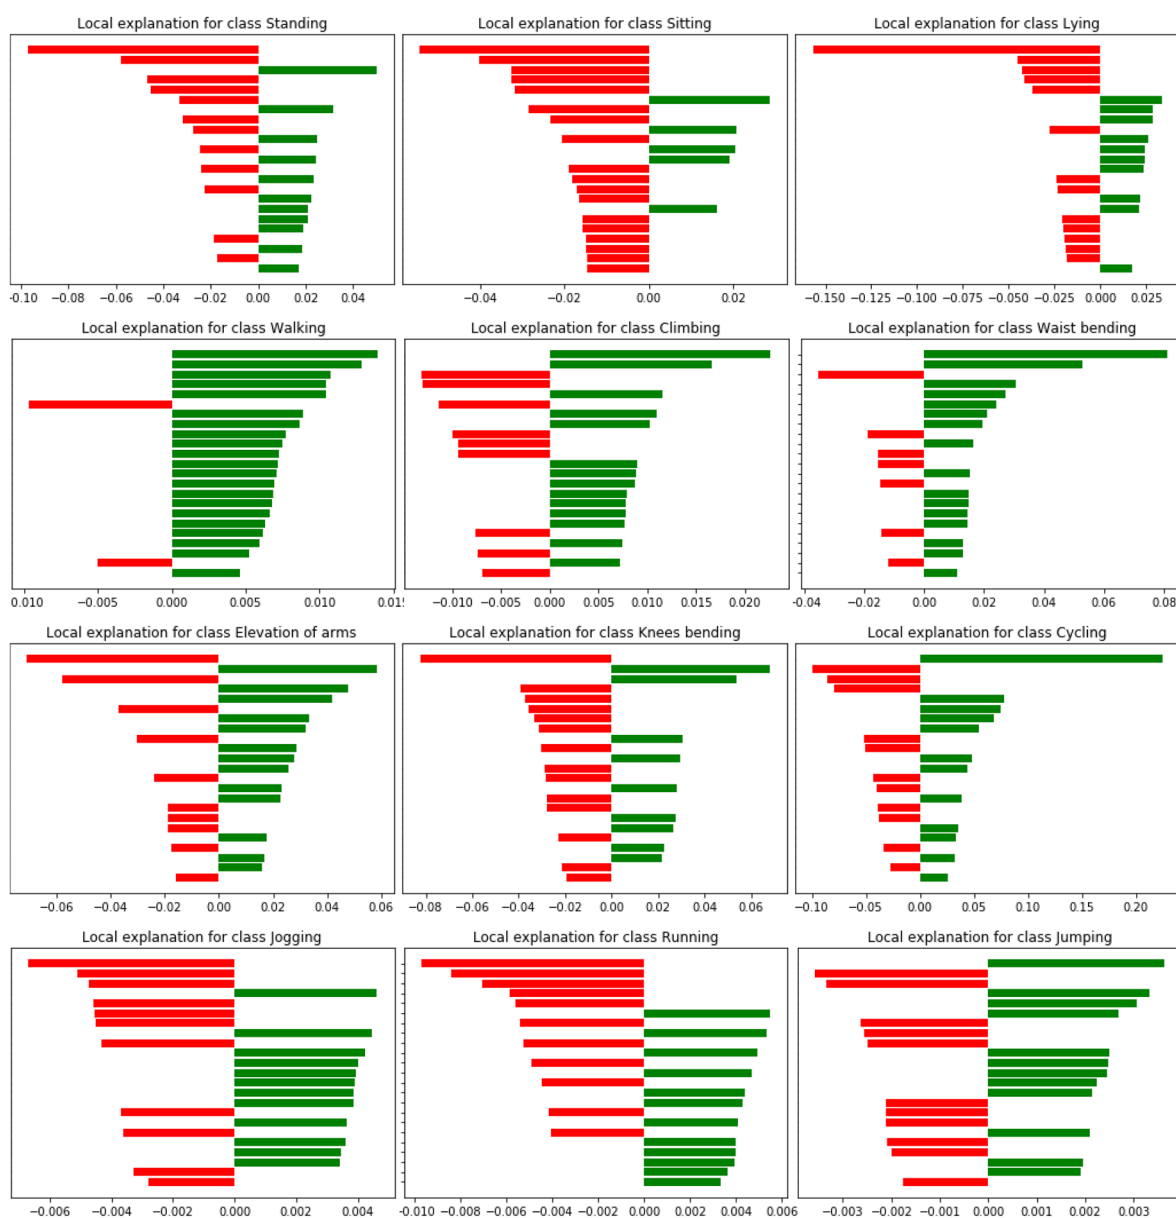 Local explanation for class Standing Local explanation for class Sitting Local explanation for class Lying
−0.10 −0.08 −0.06 −0.04 −0.02 0.00 0.02 0.04 −0.04 −0.02 0.00 0.02 −0.150 −0.125 −0.100 −0.075 −0.050 −0.025 0.000 0.025
Local explanation for class Walking Local explanation for class Climbing Local explanation for class Waist bending
0.010 −0.005 0.000 0.005 0.010 0.015 −0.010 −0.005 0.000 0.005 0.010 0.015 0.020 −0.04 −0.02 0.00 0.02 0.04 0.06 0.08
Local explanation for class Elevation of arms Local explanation for class Knees bending Local explanation for class Cycling
−0.06 −0.04 −0.02 0.00 0.02 0.04 0.06 −0.08 −0.06 −0.04 −0.02 0.00 0.02 0.04 0.06 −0.10 −0.05 0.00 0.05 0.10 0.15 0.20
Local explanation for class Jogging Local explanation for class Running Local explanation for class Jumping
−0.006 −0.004 −0.002 0.000 0.002 0.004 −0.010 −0.008 −0.006 −0.004 −0.002 0.000 0.002 0.004 0.006 −0.003 −0.002 −0.001 0.000 0.001 0.002 0.003